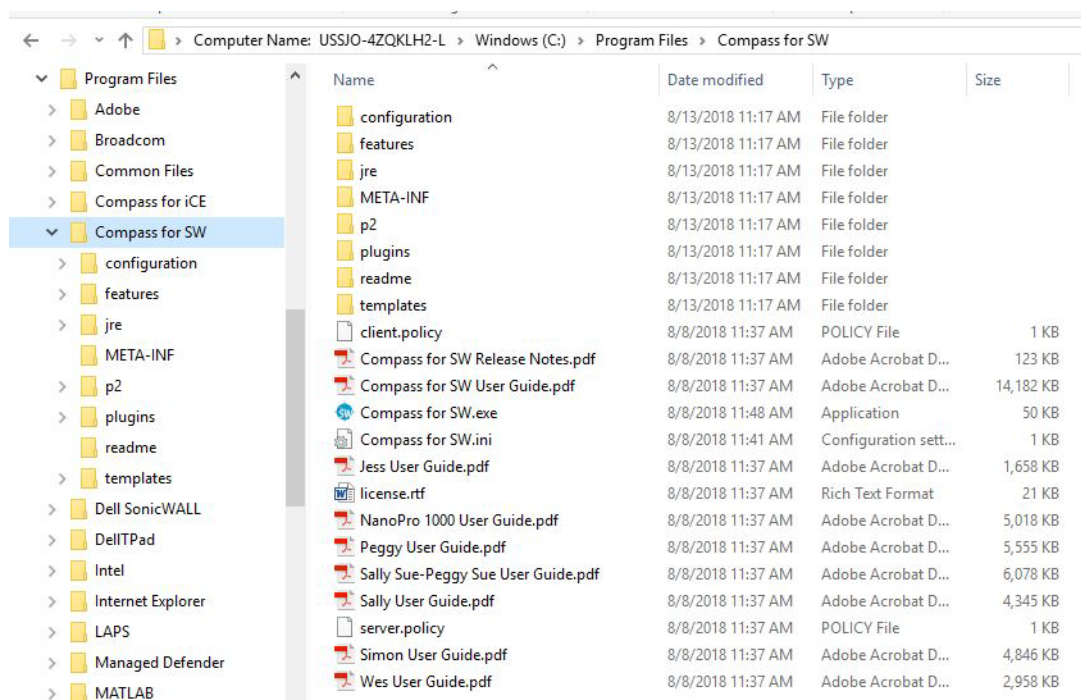 Computer Name: USSJO-4ZQKLH2-L > Windows (C:) > Program Files > Compass for SW
Program Files
Adobe
Broadcom
Common Files
Compass for iCE
Compass for SW
configuration
features
jre
META-INF
p2
plugins
readme
templates
Dell SonicWALL
DellTPad
Intel
Internet Explorer
LAPS
Managed Defender
MATLAB
Name Date modified Type Size
configuration 8/13/2018 11:17 AM File folder
features 8/13/2018 11:17 AM File folder
jre 8/13/2018 11:17 AM File folder
META-INF 8/13/2018 11:17 AM File folder
p2 8/13/2018 11:17 AM File folder
plugins 8/13/2018 11:17 AM File folder
readme 8/13/2018 11:17 AM File folder
templates 8/13/2018 11:17 AM File folder
client.policy 8/8/2018 11:37 AM POLICY File 1 KB
Compass for SW Release Notes.pdf 8/8/2018 11:37 AM Adobe Acrobat D... 123 KB
Compass for SW User Guide.pdf 8/8/2018 11:37 AM Adobe Acrobat D... 14,182 KB
SW Compass for SW.exe 8/8/2018 11:48 AM Application 50 KB
Compass for SW.ini 8/8/2018 11:41 AM Configuration sett... 1 KB
Jess User Guide.pdf 8/8/2018 11:37 AM Adobe Acrobat D... 1,658 KB
license.rtf 8/8/2018 11:37 AM Rich Text Format 21 KB
NanoPro 1000 User Guide.pdf 8/8/2018 11:37 AM Adobe Acrobat D... 5,018 KB
Peggy User Guide.pdf 8/8/2018 11:37 AM Adobe Acrobat D... 5,555 KB
Sally Sue-Peggy Sue User Guide.pdf 8/8/2018 11:37 AM Adobe Acrobat D... 6,078 KB
Sally User Guide.pdf 8/8/2018 11:37 AM Adobe Acrobat D... 4,345 KB
server.policy 8/8/2018 11:37 AM POLICY File 1 KB
Simon User Guide.pdf 8/8/2018 11:37 AM Adobe Acrobat D... 4,846 KB
Wes User Guide.pdf 8/8/2018 11:37 AM Adobe Acrobat D... 2,958 KB